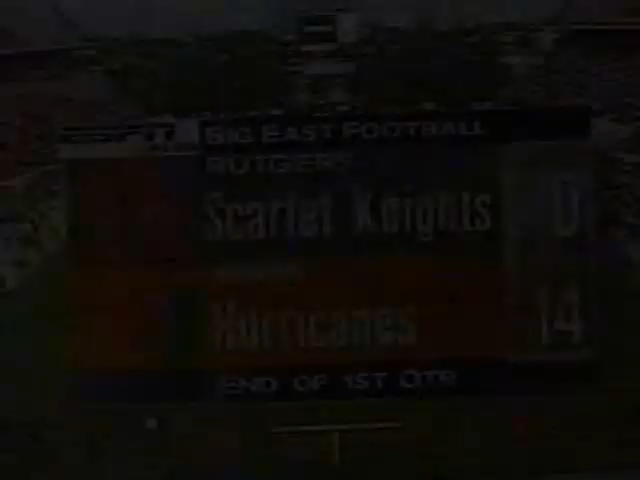 BIG EAST FOOTBALL
RUTGERS
Scarlet Knights 0
Hurricanes 14
END OF 1ST QTR